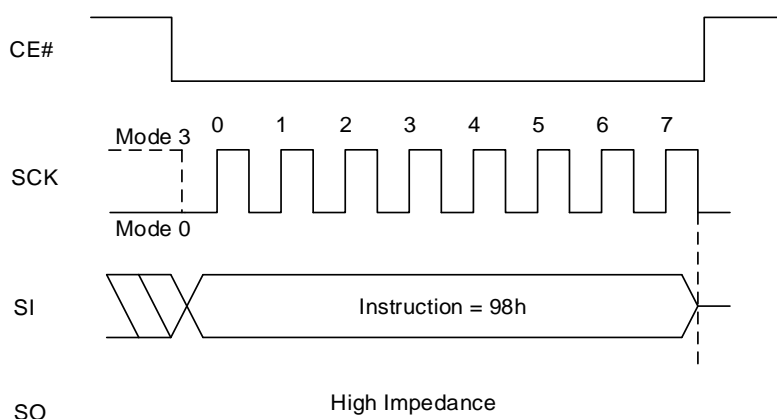 CE#
0 1 2 3 4 5 6 7
Mode 3
SCK
Mode 0
SI
Instruction = 98h
High Impedance
SO